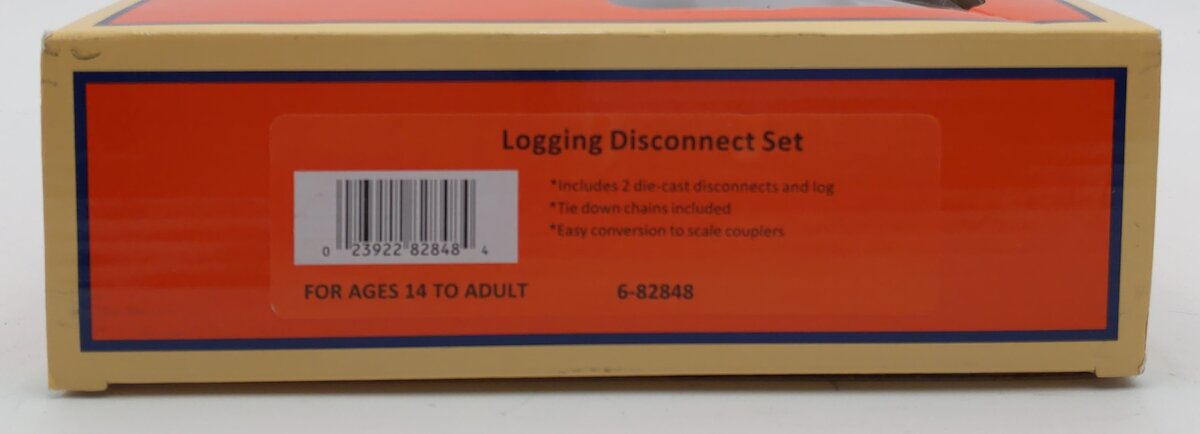 Logging Disconnect Set
*Includes 2 die-cast disconnects and log
*Tie down chains included
*Easy conversion to scale couplers
0 23922 82848 4
FOR AGES 14 TO ADULT 6-82848